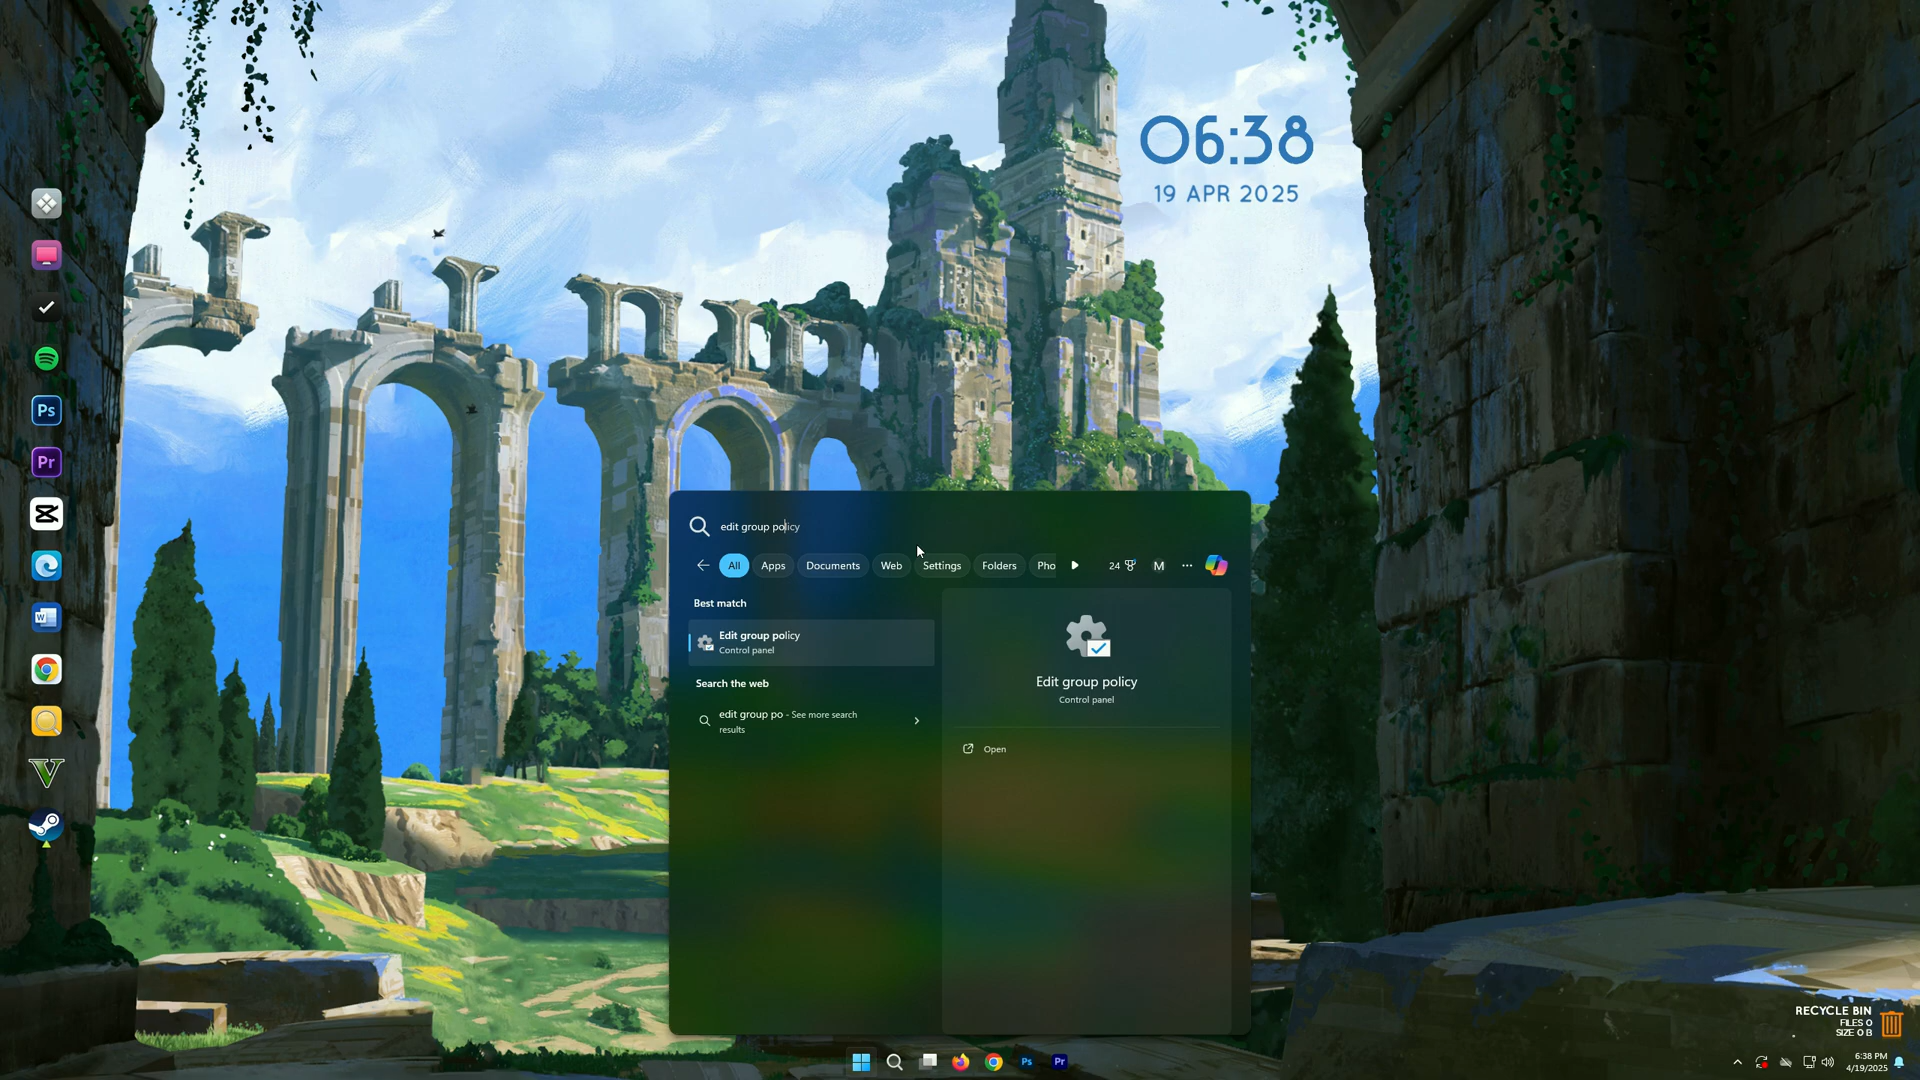 06:38
19 APR 2025
Ps
Pr
W
edit group policy
All
Apps
Documents
Web
Settings
Folders
Pho
24
M
Best match
Edit group policy
Control panel
Search the web
edit group po - See more search
results
Edit group policy
Control panel
Open
RECYCLE BIN
FILES 0
SIZE 0 B
Ps
Pr
6:38 PM
4/19/2025